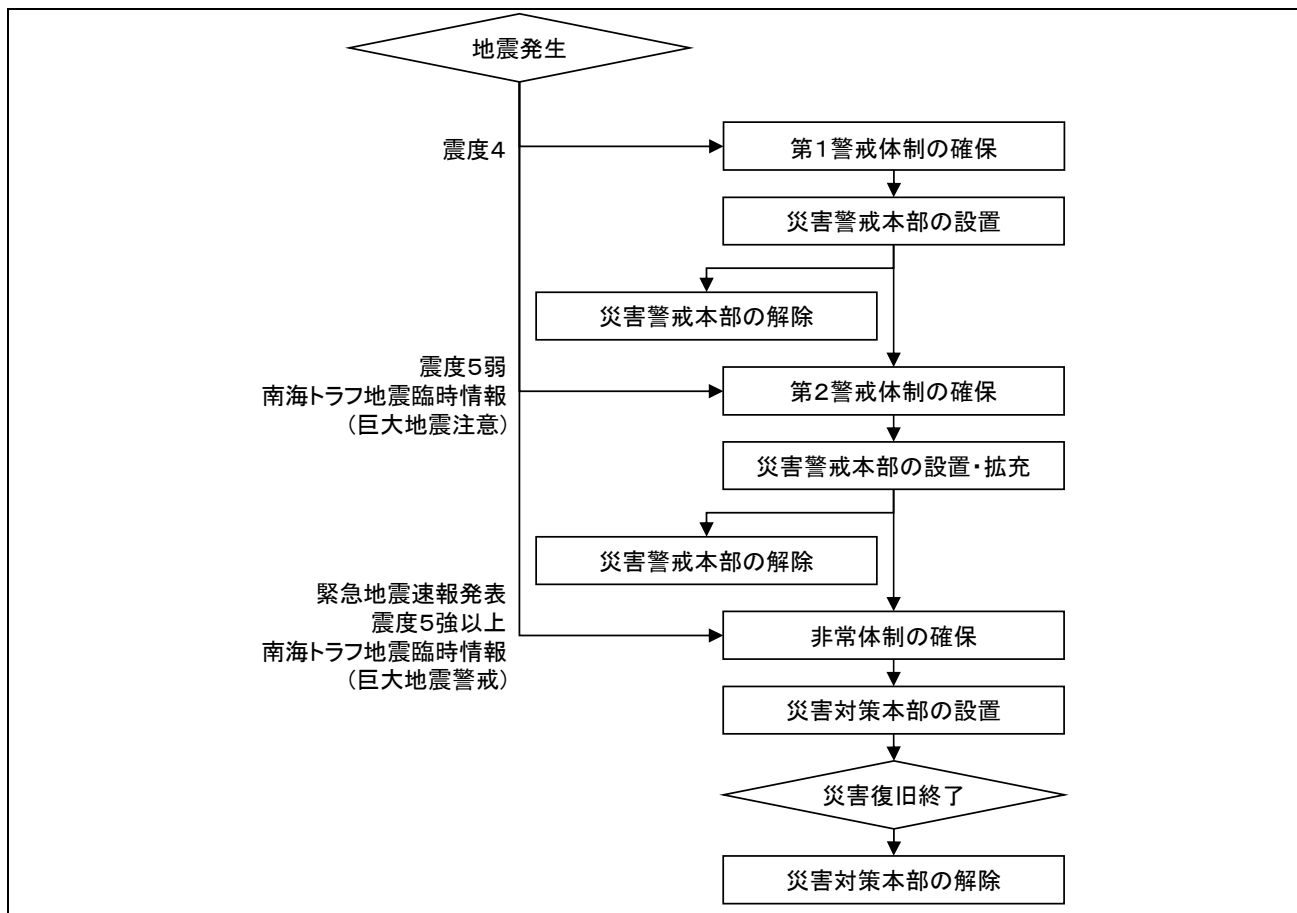 地震発生
震度4
第1警戒体制の確保
災害警戒本部の設置
災害警戒本部の解除
震度5弱
南海トラフ地震臨時情報
(巨大地震注意)
第2警戒体制の確保
災害警戒本部の設置・拡充
災害警戒本部の解除
緊急地震速報発表
震度5強以上
南海トラフ地震臨時情報
(巨大地震警戒)
非常体制の確保
災害対策本部の設置
災害復旧終了
災害対策本部の解除